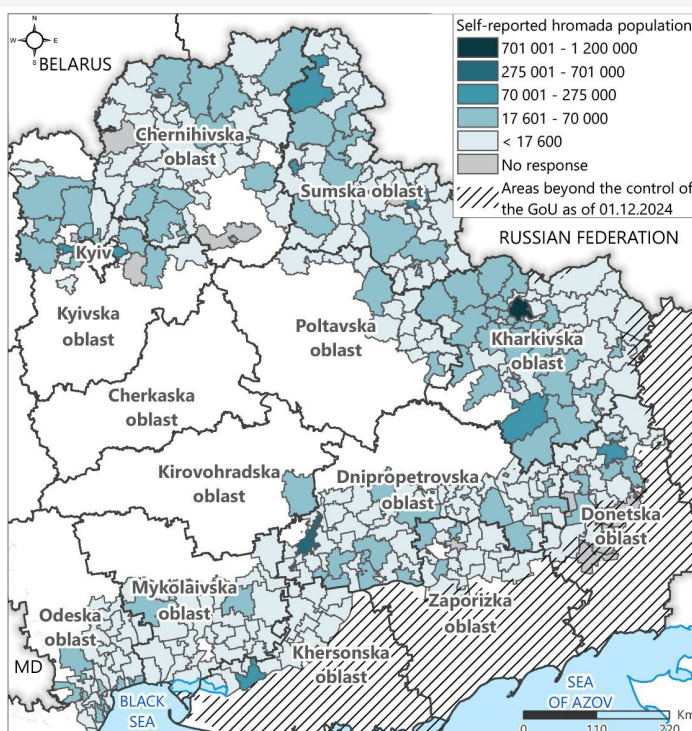 N
W E
S
BELARUS
Self-reported hromada population
701 001 - 1 200 000
275 001 - 701 000
70 001 - 275 000
17 601 - 70 000
< 17 600
No response
Areas beyond the control of
the GoU as of 01.12.2024
RUSSIAN FEDERATION
Chernihivska
oblast
Sumska oblast
Kyiv
Kyivska
oblast
Poltavska
oblast
Kharkivska
oblast
Cherkaska
oblast
Kirovohradska
oblast
Dnipropetrovska
oblast
Donetska
oblast
Mykolaivska
oblast
Odeska
oblast
Zaporizka
oblast
Khersonska
oblast
MD
BLACK
SEA
SEA
OF AZOV
Km
0 110 220